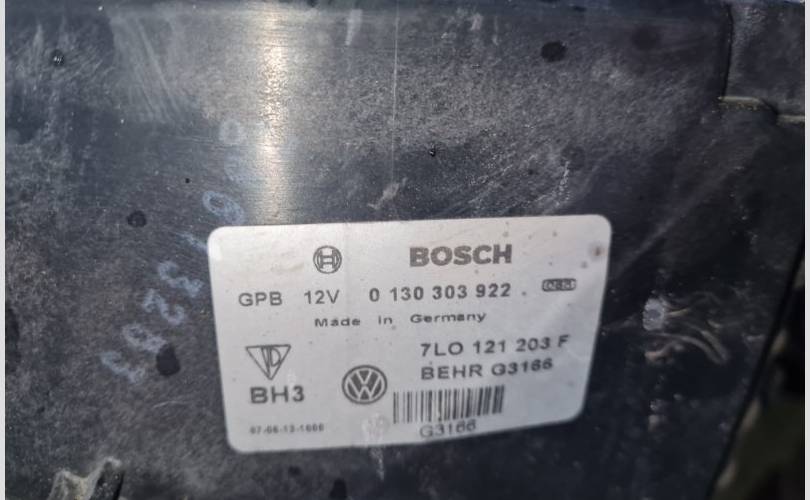 BOSCH
GPB 12V 0 130 303 922 .
Made in Germany
7LO 121 203 F
BEHR G3166
BH3
G3166